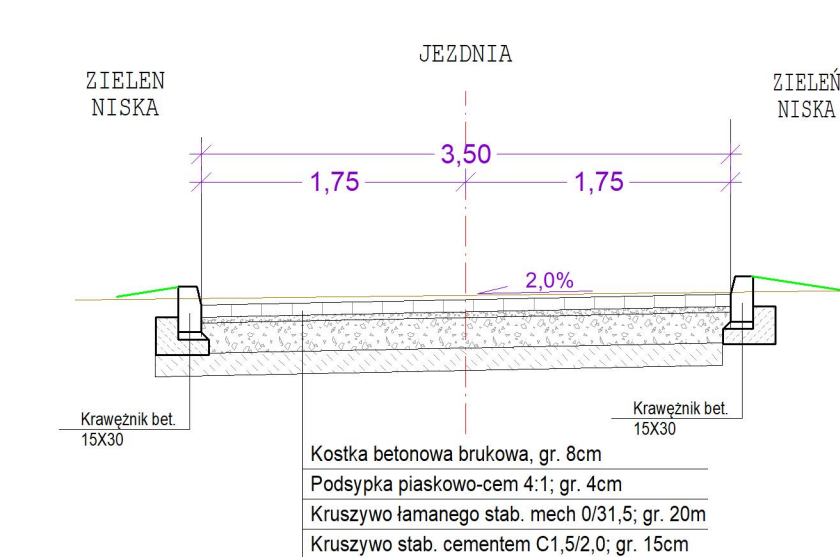 JEZDNIA
ZIELEN
NISKA
ZIELEŃ
NISKA
3,50
1,75
1,75
2,0%
Krawężnik bet.
15X30
Krawężnik bet.
15X30
Kostka betonowa brukowa, gr. 8cm
Podsypka piaskowo-cem 4:1; gr. 4cm
Kruszywo łamanego stab. mech 0/31,5; gr. 20m
Kruszywo stab. cementem C1,5/2,0; gr. 15cm